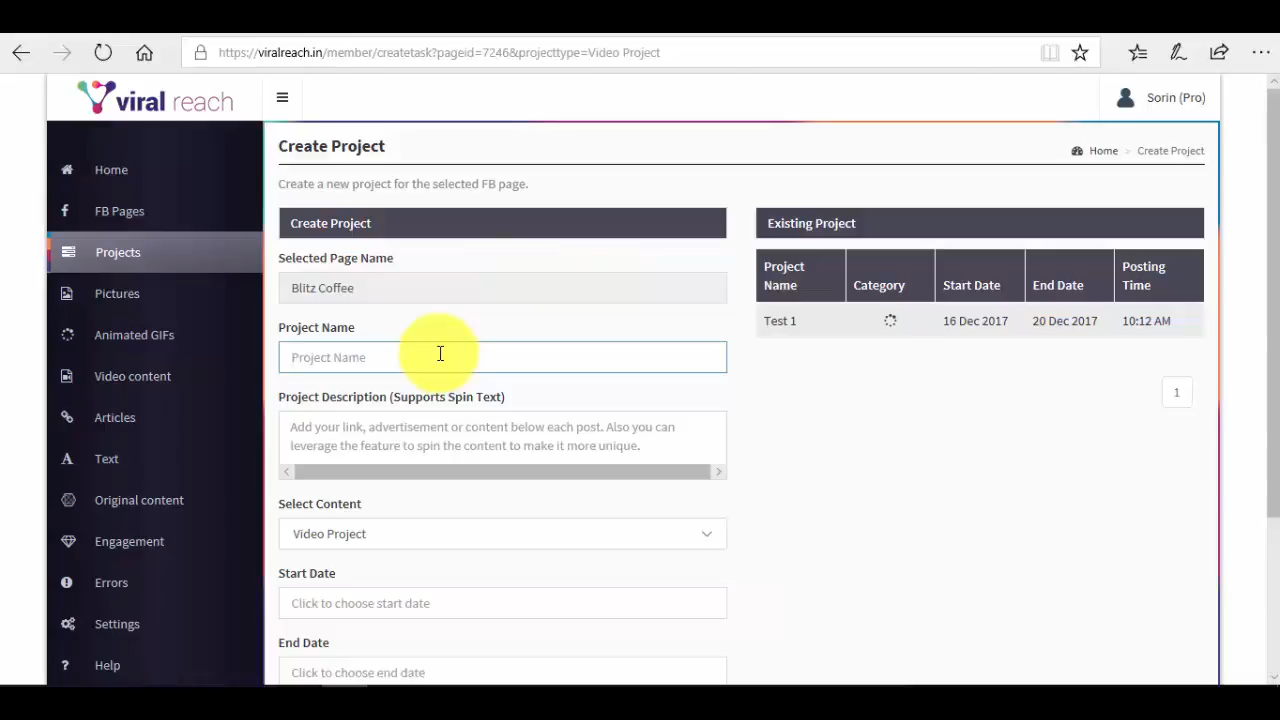 https://viralreach.in/member/createtask?pageid=7246&projecttype=Video Project
viral reach
Sorin (Pro)
Home
FB Pages
Projects
Pictures
Animated GIFs
Video content
Articles
Text
Original content
Engagement
Errors
Settings
Help
Create Project
Home > Create Project
Create a new project for the selected FB page.
Create Project
Selected Page Name
Blitz Coffee
Project Name
Project Name
Project Description (Supports Spin Text)
Add your link, advertisement or content below each post. Also you can
leverage the feature to spin the content to make it more unique.
Select Content
Video Project
Start Date
Click to choose start date
End Date
Click to choose end date
Existing Project
Project Name Category Start Date End Date Posting Time
Test 1 16 Dec 2017 20 Dec 2017 10:12 AM
1